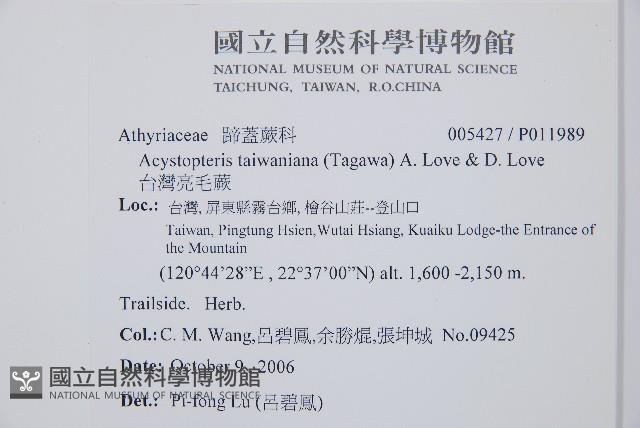 國立自然科學博物館
NATIONAL MUSEUM OF NATURAL SCIENCE
TAICHUNG, TAIWAN, R.O.CHINA
Athyriaceae 蹄蓋蕨科 005427 / P011989
Acystopteris taiwaniana (Tagawa) A. Love & D. Love
台灣亮毛蕨
Loc.: 台灣, 屏東縣霧台鄉, 檜谷山莊--登山口
Taiwan, Pingtung Hsien,Wutai Hsiang, Kuaiku Lodge-the Entrance of
the Mountain
(120°44'28”E , 22°37'00”N) alt. 1,600 -2,150 m.
Trailside. Herb.
Col.: C. M. Wang,呂碧鳳,余勝焜,張坤城 No.09425
Date: October 9, 2006
國立自然科學博物館
NATIONAL MUSEUM OF NATURAL SCIENCE
Det.: Pi-fong Lu (呂碧鳳)